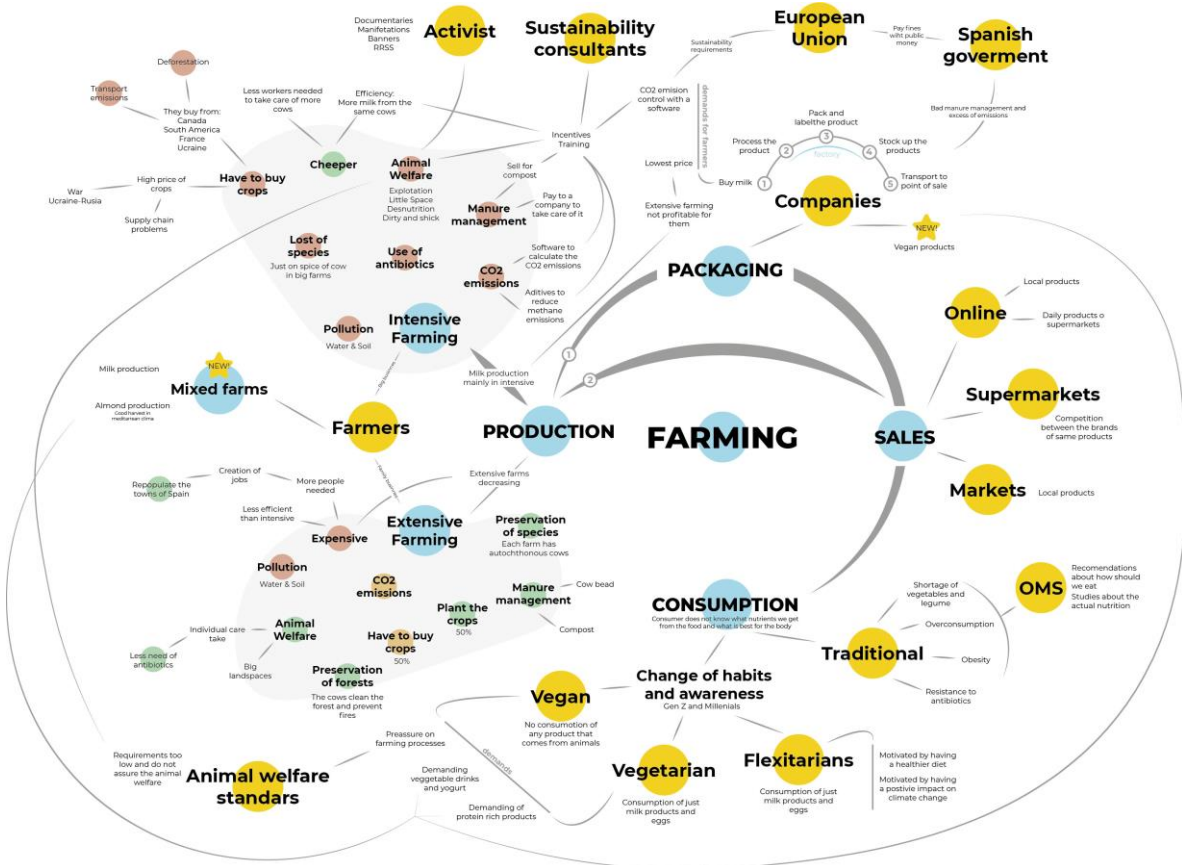 Documentaries
Manifetations
Banners
RRSS
Activist
Sustainability
consultants
European
Union
Pay fines
wiht public
money
Spanish
goverment
Sustainability
requirements
Deforestation
Transport
emissions
They buy from:
Canada
South America
France
Ucraine
Less workers needed
to take care of more
cows
Efficiency:
More milk from the
same cows
CO2 emision
control with a
software
demands for farmers
Bad manure management and
excess of emissions
Incentives
Training
Pack and
labelthe product
Process the
product
Stock up the
products
factory
1
2
3
4
5
Buy milk
Transport to
point of sale
Lowest price
Companies
Extensive farming
not profitable for
them
NEW!
Vegan products
War
Ucraine-Rusia
High price of
crops
Supply chain
problems
Have to buy
crops
Cheeper
Animal
Welfare
Explotation
Little Space
Desnutrition
Dirty and shick
Sell for
compost
Manure
management
Pay to a
company to
take care of it
Lost of
species
Just on spice of cow
in big farms
Use of
antibiotics
CO2
emissions
Software to
calculate the
CO2 emissions
Aditives to
reduce
methane
emissions
Pollution
Water & Soil
Intensive
Farming
PACKAGING
Online
Local products
Daily products o
supermarkets
Big business
Milk production
mainly in intensive
1
2
NEW!
Mixed farms
Milk production
Almond production
Good harvest in
meditarean clima
Farmers
PRODUCTION
FARMING
SALES
Supermarkets
Competition
between the brands
of same products
Markets
Local products
Family business
Extensive farms
decreasing
Repopulate the
towns of Spain
Creation of
jobs
More people
needed
Less efficient
than intensive
Expensive
Extensive
Farming
Preservation
of species
Each farm has
autochthonous cows
Pollution
Water & Soil
CO2
emissions
Plant the
crops
50%
Manure
management
Cow bead
Compost
Have to buy
crops
50%
Animal
Welfare
Individual care
take
Less need of
antibiotics
Big
landspaces
Preservation
of forests
The cows clean the
forest and prevent
fires
CONSUMPTION
Consumer does not know what nutrients we get
from the food and what is best for the body
Traditional
Shortage of
vegetables and
legume
Overconsumption
Obesity
Resistance to
antibiotics
OMS
Recomendations
about how should
we eat
Studies about the
actual nutrition
Change of habits
and awareness
Gen Z and Millenials
Vegan
No consumotion of
any product that
comes from animals
Vegetarian
Consumption of just
milk products and
eggs
Flexitarians
Consumption of just
milk products and
eggs
Motivated by having
a healthier diet
Motivated by having
a postivie impact on
climate change
demands
Preassure on
farming processes
Demanding
veggetable drinks
and yogurt
Demanding of
protein rich products
Requirements too
low and do not
assure the animal
welfare
Animal welfare
standars